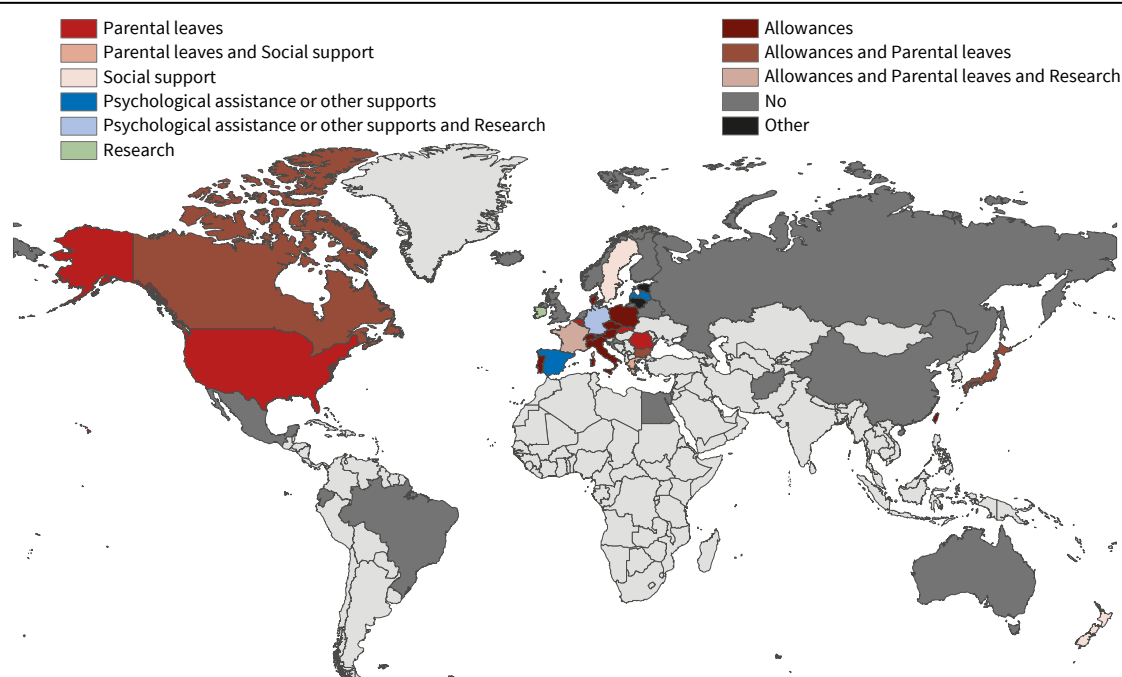 Parental leaves
Parental leaves and Social support
Social support
Psychological assistance or other supports
Psychological assistance or other supports and Research
Research
Allowances
Allowances and Parental leaves
Allowances and Parental leaves and Research
No
Other